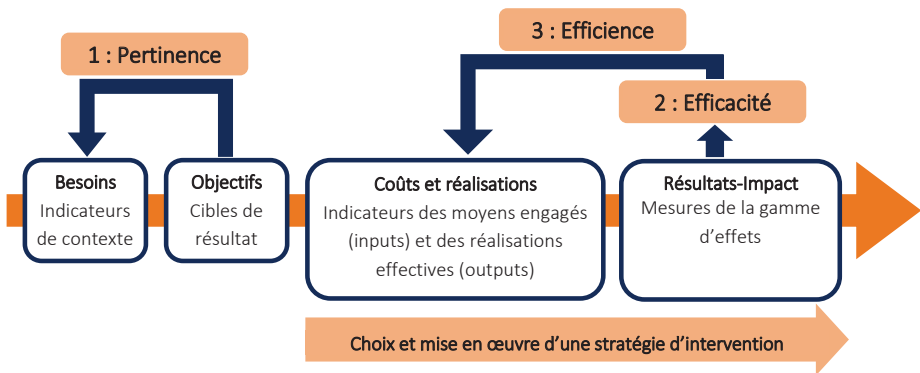 3 : Efficience
1 : Pertinence
2 : Efficacité
Besoins
Indicateurs
de contexte
Objectifs
Cibles de
résultat
Coûts et réalisations
Indicateurs des moyens engagés
(inputs) et des réalisations
effectives (outputs)
Résultats-Impact
Mesures de la gamme
d’effets
Choix et mise en œuvre d’une stratégie d’intervention